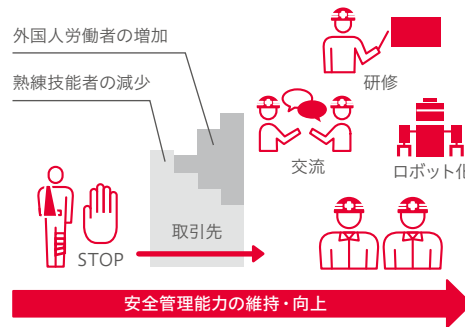 外国人労働者の増加
熟練技能者の減少
研修
交流
ロボット化
取引先
STOP
安全管理能力の維持・向上